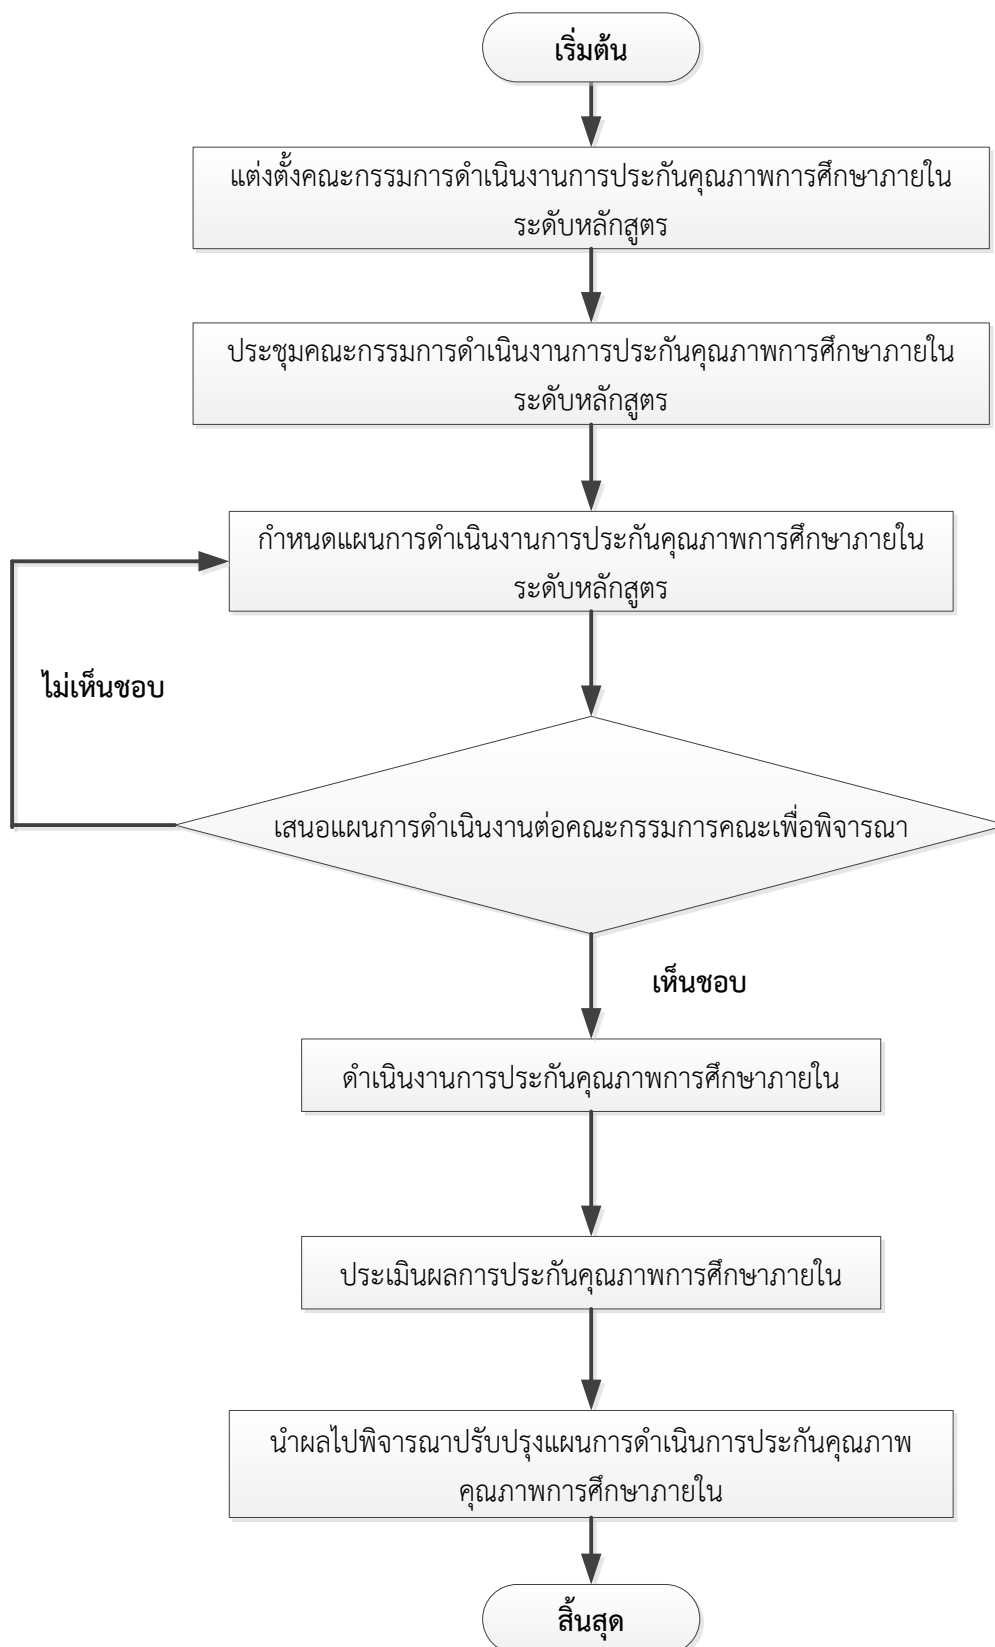 เริ่มต้น
แต่งตั้งคณะกรรมการดำเนินงานการประกันคุณภาพการศึกษาภายใน
ระดับหลักสูตร
ประชุมคณะกรรมการดำเนินงานการประกันคุณภาพการศึกษาภายใน
ระดับหลักสูตร
กำหนดแผนการดำเนินงานการประกันคุณภาพการศึกษาภายใน
ระดับหลักสูตร
ไม่เห็นชอบ
เสนอแผนการดำเนินงานต่อคณะกรรมการคณะเพื่อพิจารณา
เห็นชอบ
ดำเนินงานการประกันคุณภาพการศึกษาภายใน
ประเมินผลการประกันคุณภาพการศึกษาภายใน
นำผลไปพิจารณาปรับปรุงแผนการดำเนินการประกันคุณภาพ
คุณภาพการศึกษาภายใน
สิ้นสุด